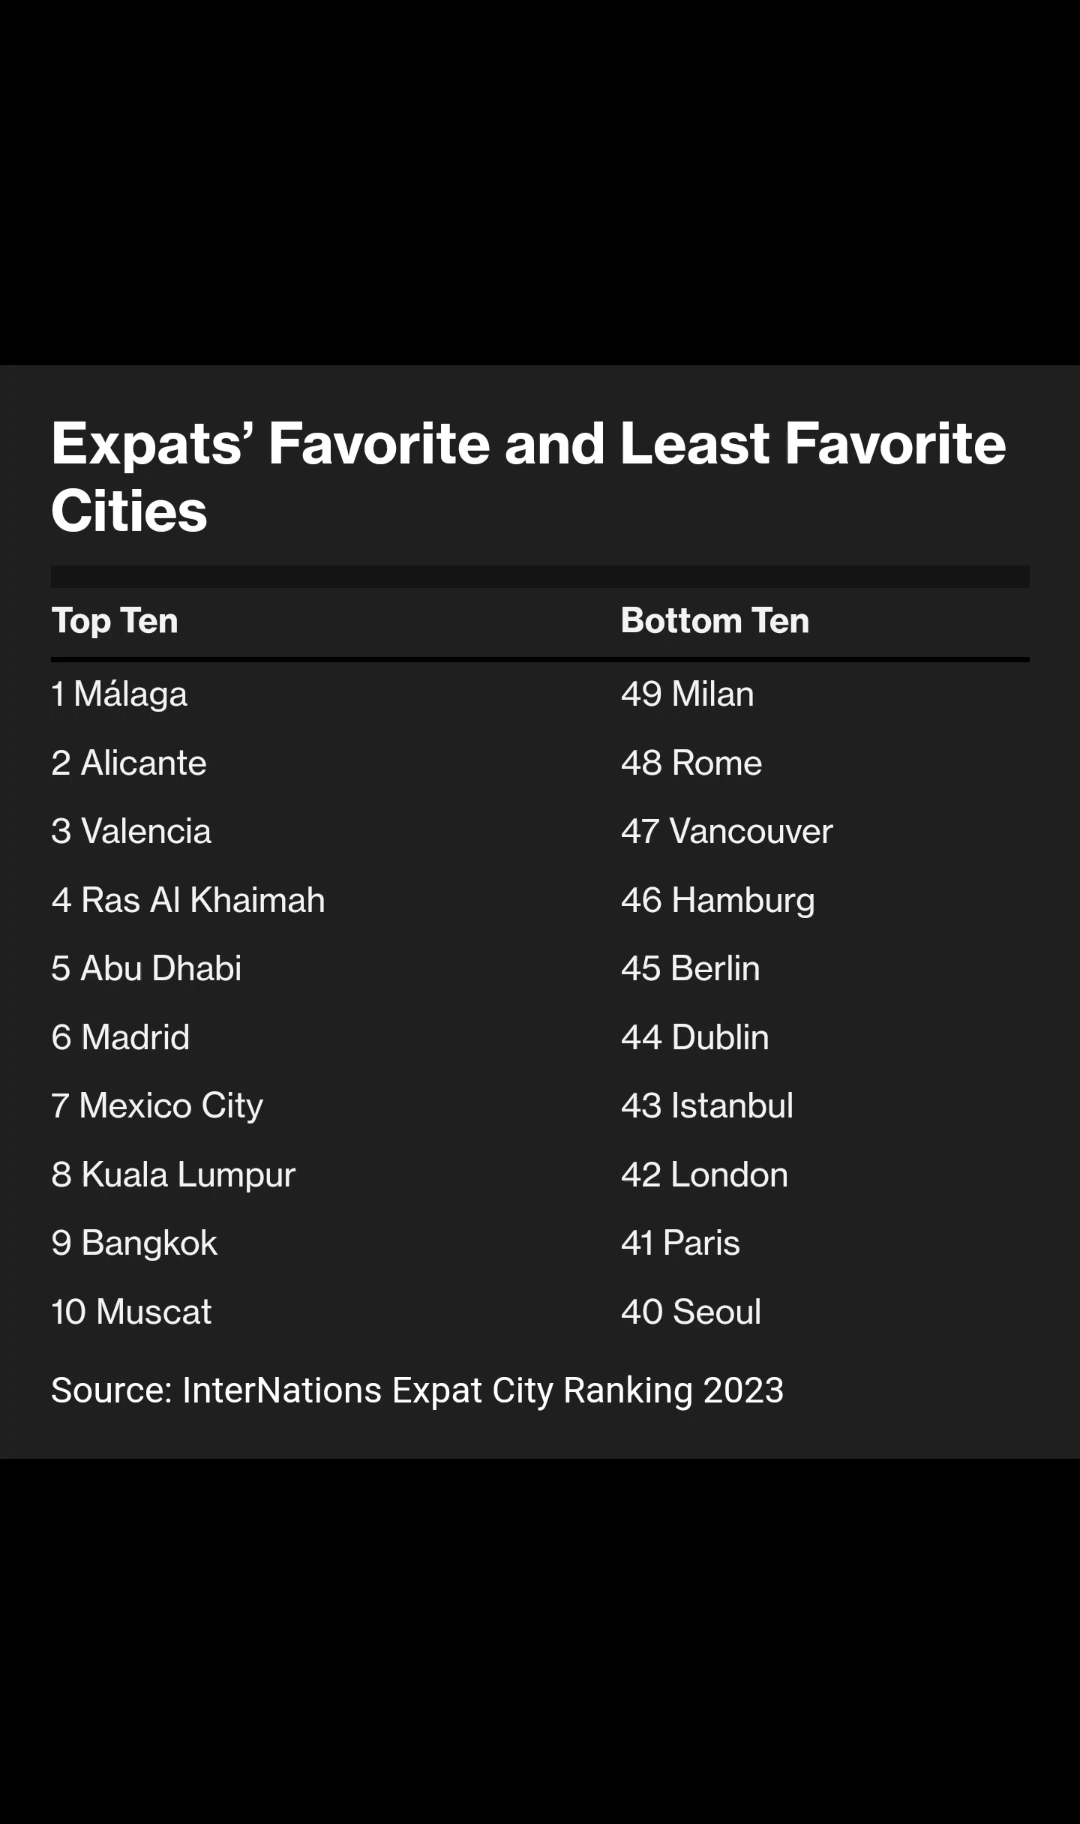 Expats’ Favorite and Least Favorite
Cities
Top Ten Bottom Ten
1 Málaga 49 Milan
2 Alicante 48 Rome
3 Valencia 47 Vancouver
4 Ras Al Khaimah 46 Hamburg
5 Abu Dhabi 45 Berlin
6 Madrid 44 Dublin
7 Mexico City 43 Istanbul
8 Kuala Lumpur 42 London
9 Bangkok 41 Paris
10 Muscat 40 Seoul
Source: InterNations Expat City Ranking 2023